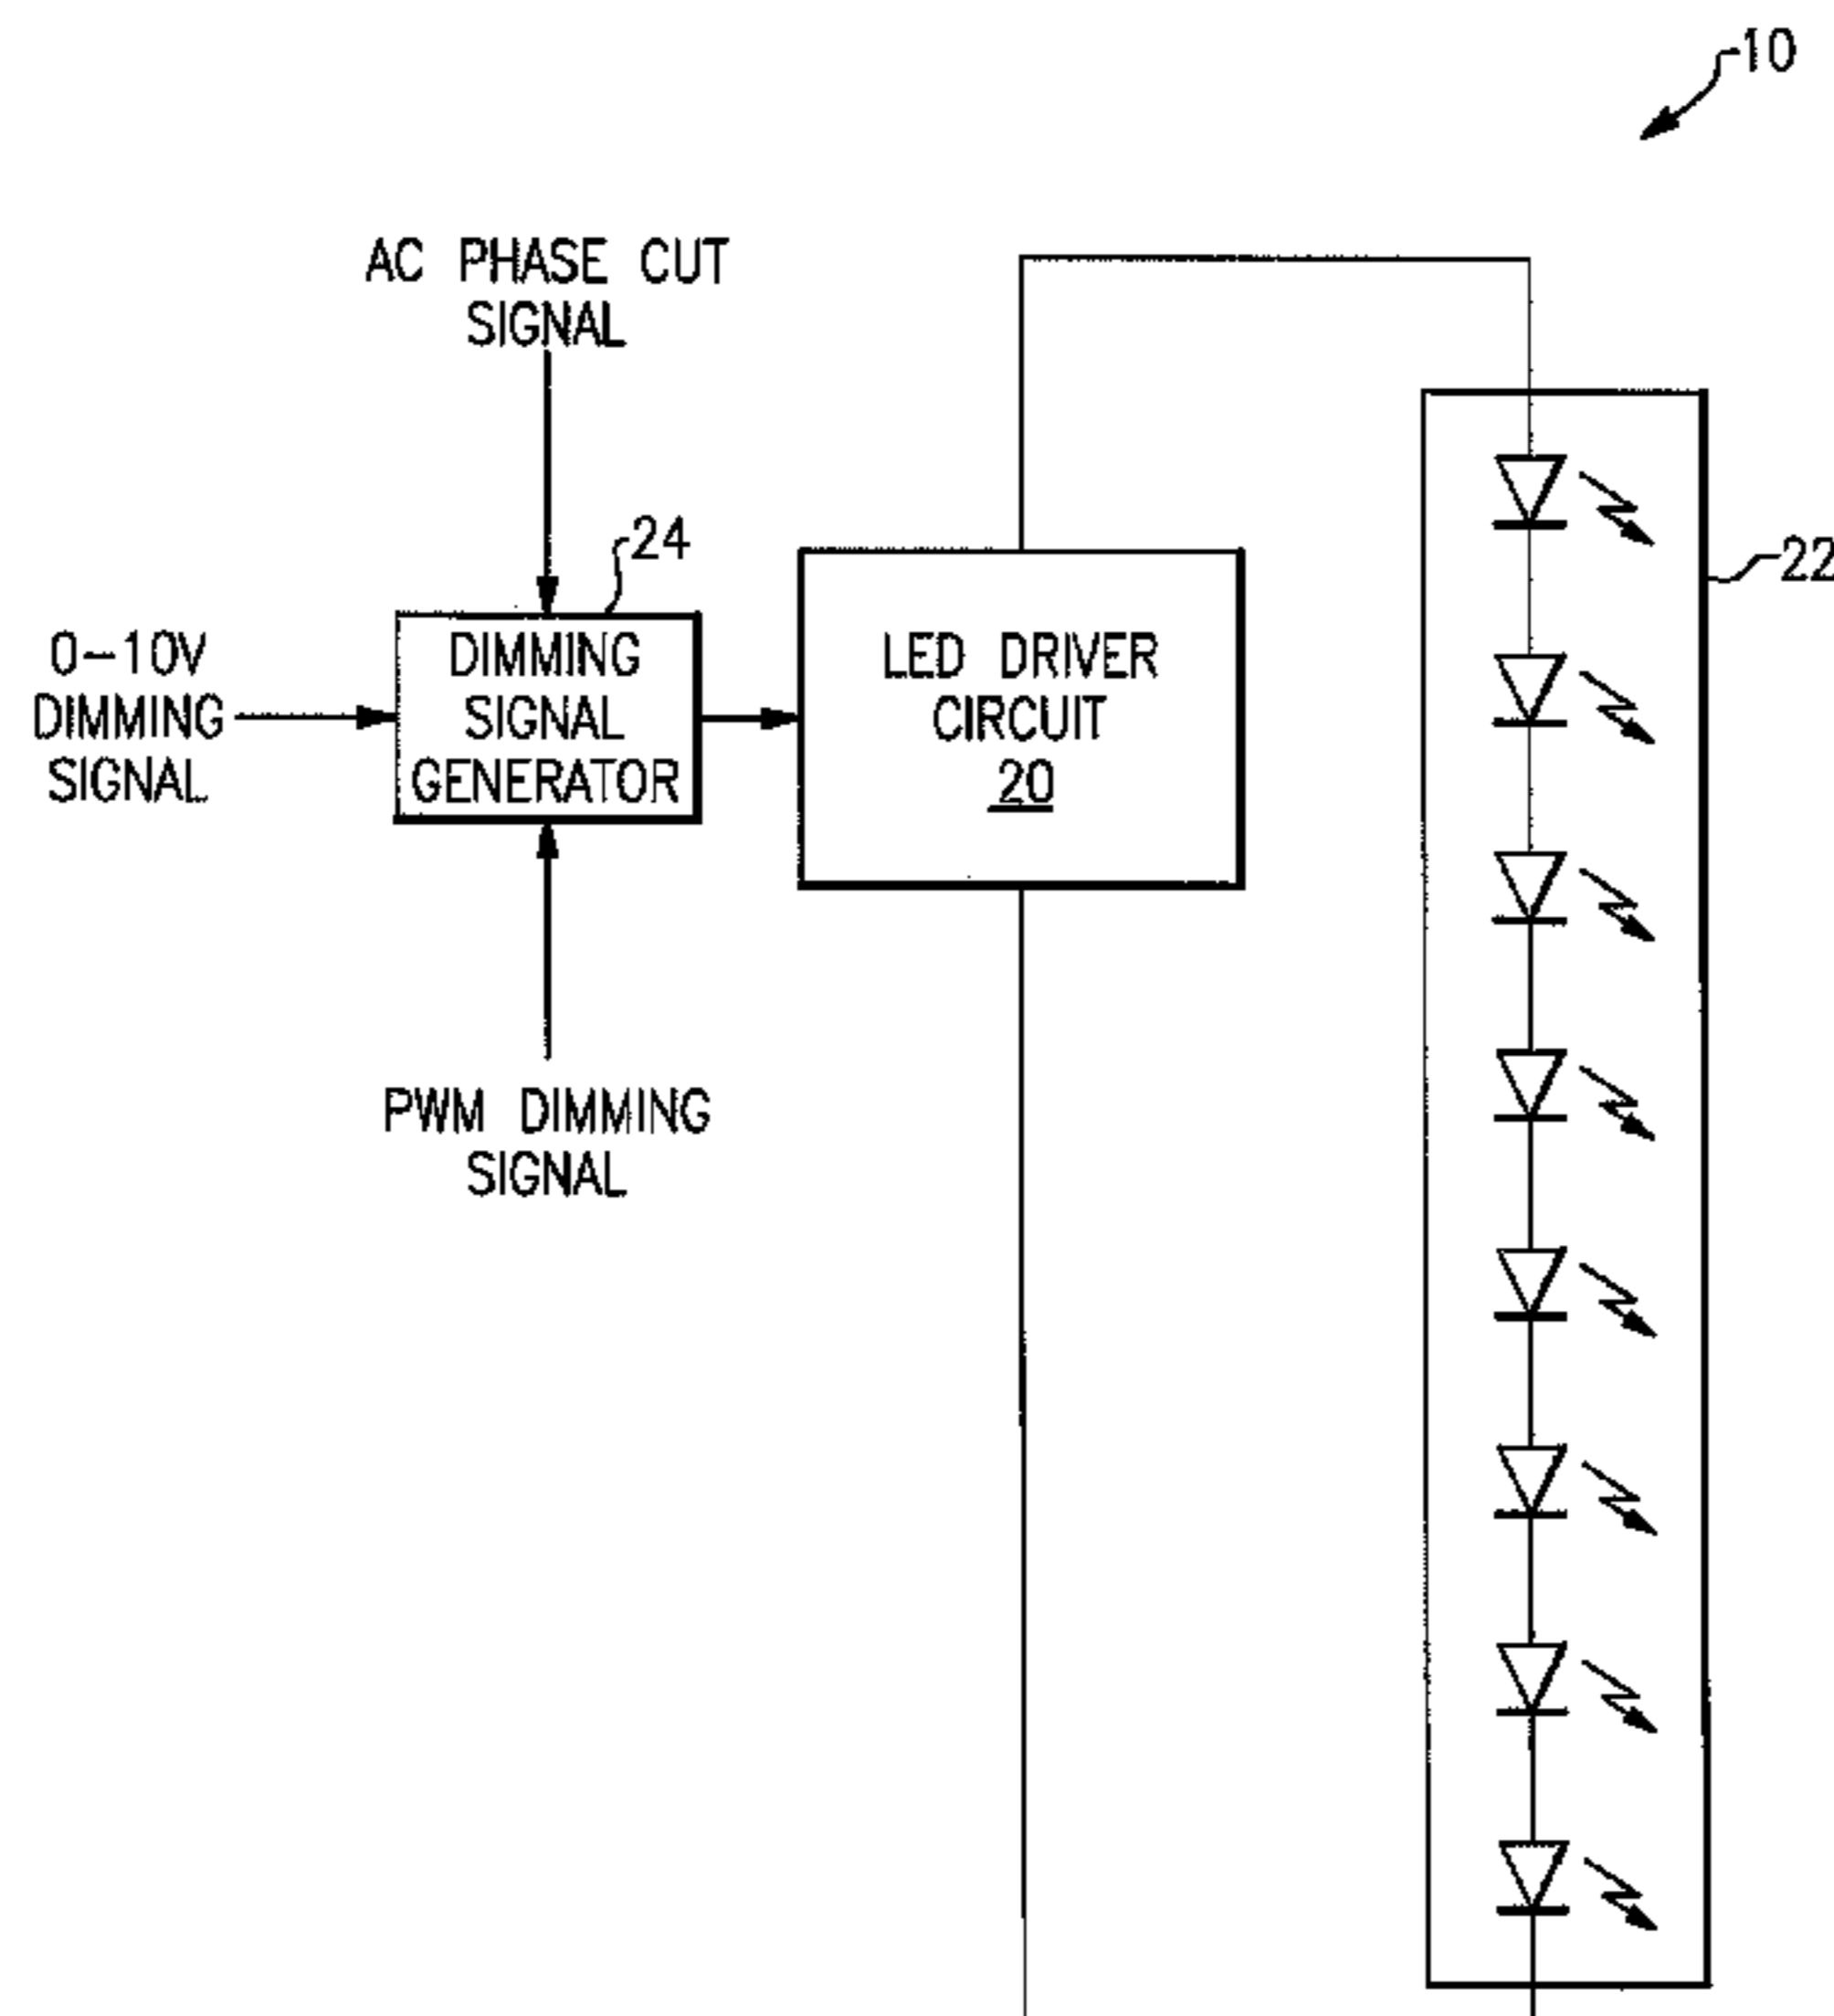 10
AC PHASE CUT
SIGNAL
24
22
0-10V
DIMMING
SIGNAL
DIMMING
SIGNAL
GENERATOR
LED DRIVER
CIRCUIT
20
PWM DIMMING
SIGNAL